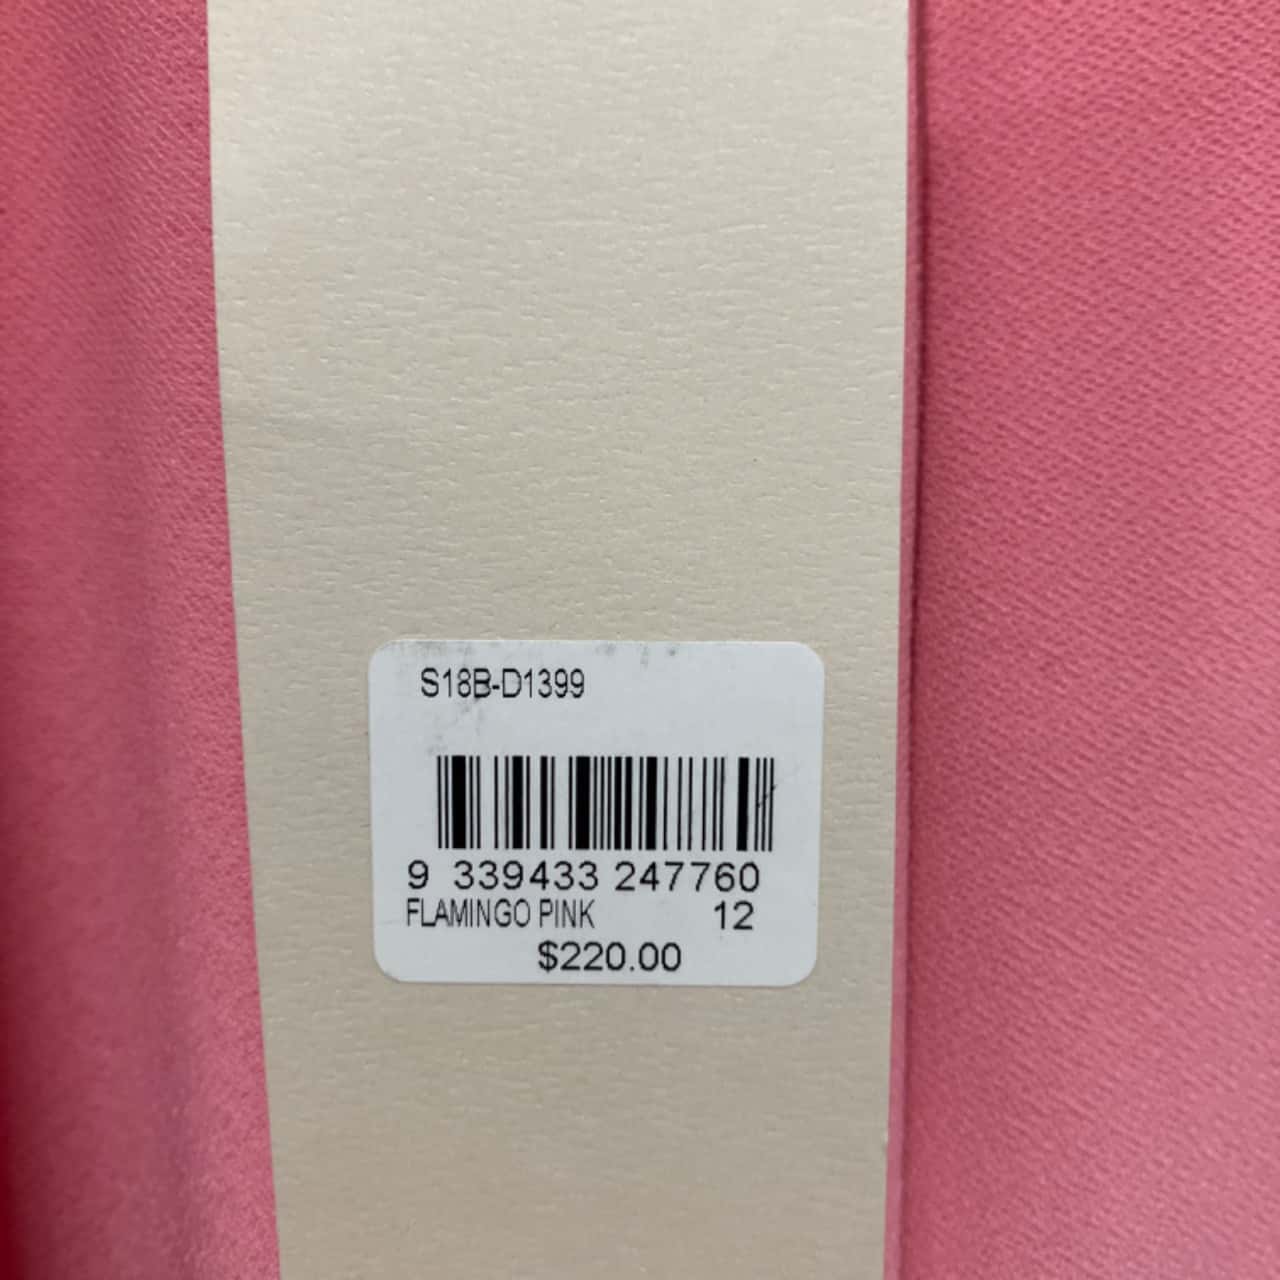 S18B-D1399
9 339433 247760
FLAMINGO PINK 12
$220.00